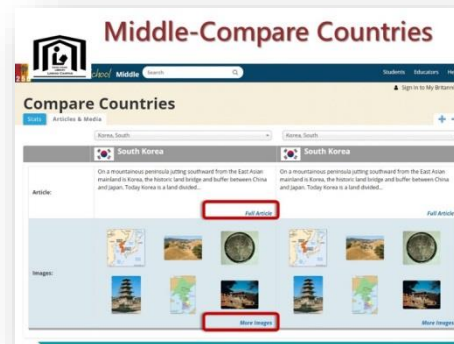 Middle-Compare Countries
School Middle Search
Students Educators He
Sign in to My Britanni
Compare Countries
Stats Articles & Media
Korea, South Korea, South
South Korea South Korea
Article:
On a mountainous peninsula jutting southward from the East Asian
mainland is Korea, the historic land bridge and buffer between China
and Japan. Today Korea is a land divided...
Full Article
On a mountainous peninsula jutting southward from the East Asian
mainland is Korea, the historic land bridge and buffer between China
and Japan. Today Korea is a land divided...
Full Article
Images:
More Images More Images